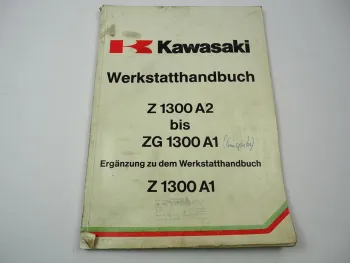 Kawasaki
Werkstatthandbuch
Z 1300 A2
bis
ZG 1300 A1
Ergänzung zu dem Werkstatthandbuch
Z 1300 A1